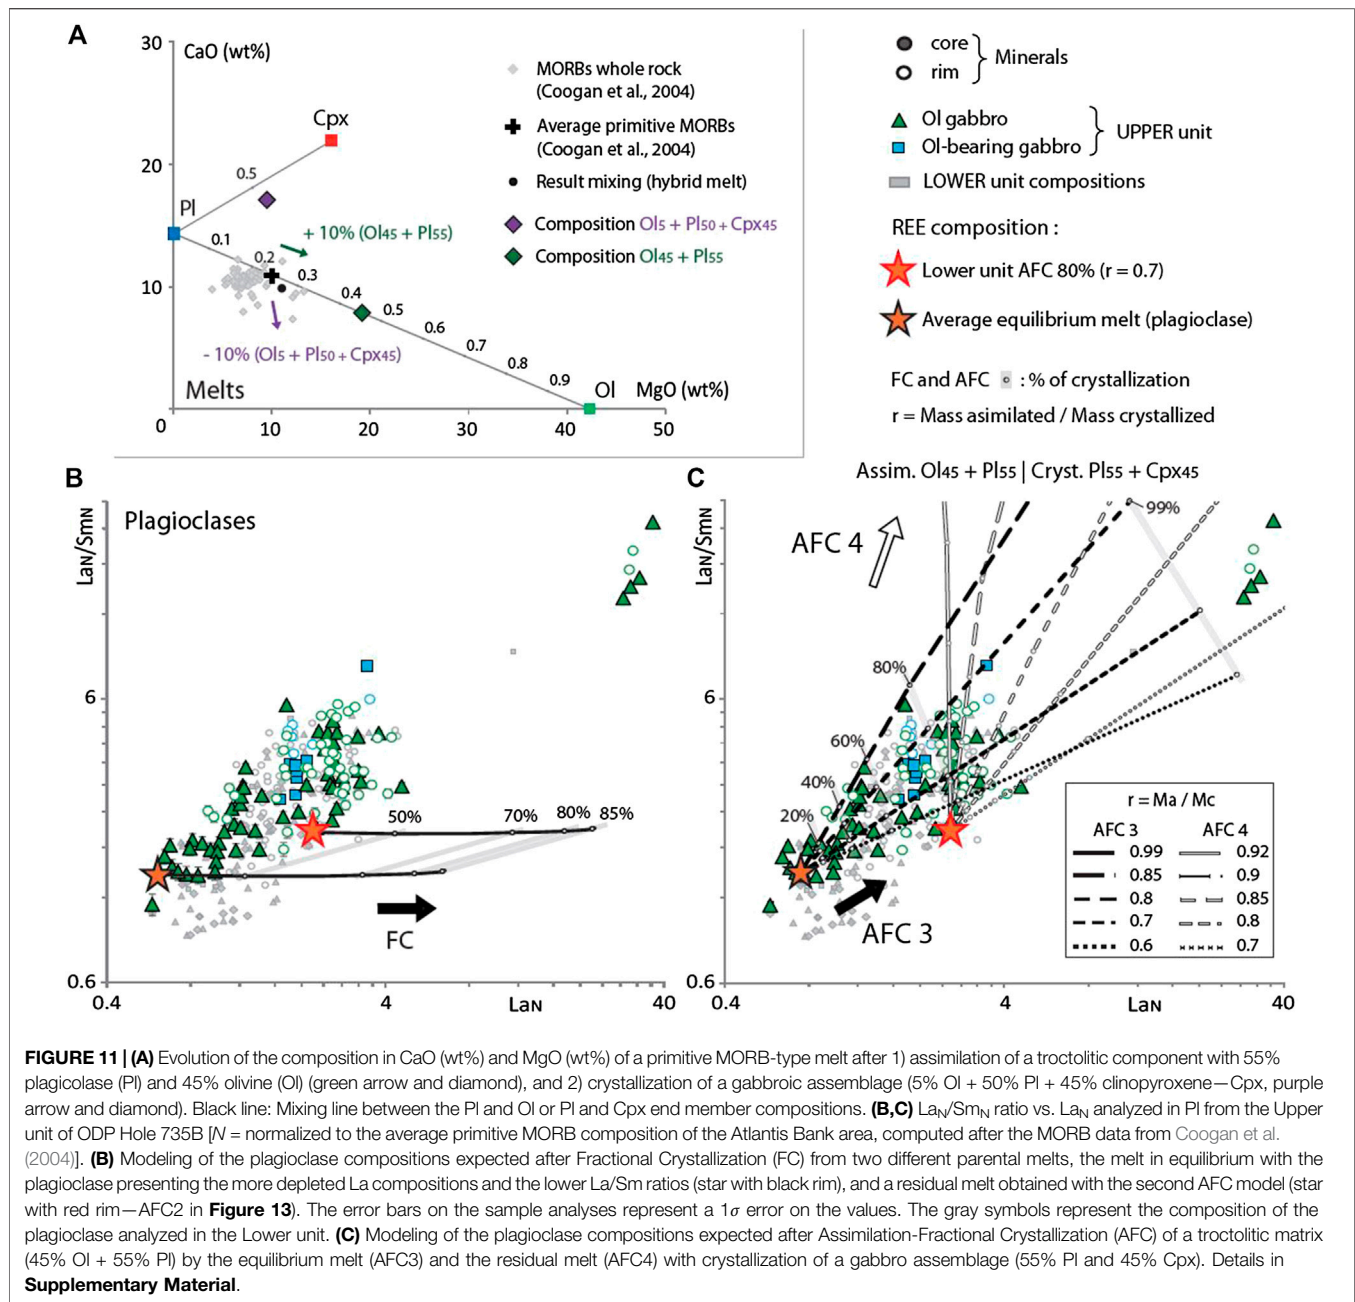 A
30
CaO (wt%)
Cpx
20
0.5
Pl
0.1
+ 10% (Ol45 + Pl55)
0.2
0.3
10
0.4
0.5
0.6
0.7
- 10% (Ol5 + Pl50 + Cpx45)
0.8
0.9
Melts
Ol
MgO (wt%)
0
10
20
30
40
50
MORBs whole rock
(Coogan et al., 2004)
Average primitive MORBs
(Coogan et al., 2004)
Result mixing (hybrid melt)
Composition Ol5 + Pl50 + Cpx45
Composition Ol45 + Pl55
core
rim
Minerals
Ol gabbro
Ol-bearing gabbro
UPPER unit
LOWER unit compositions
REE composition :
Lower unit AFC 80% (r = 0.7)
Average equilibrium melt (plagioclase)
FC and AFC : % of crystallization
r = Mass asimilated / Mass crystallized
B
Plagioclases
LaN/SmN
6
50%
70%
80%
85%
FC
0.6
0.4
LaN
4
40
C
Assim. Ol45 + Pl55 | Cryst. Pl55 + Cpx45
LaN/SmN
AFC 4
99%
6
80%
60%
40%
20%
AFC 3
r = Ma / Mc
AFC 3 AFC 4
0.99 0.92
0.85 0.9
0.8 0.85
0.7 0.8
0.6 0.7
0.6
0.4
4
LaN
40
FIGURE 11 | (A) Evolution of the composition in CaO (wt%) and MgO (wt%) of a primitive MORB-type melt after 1) assimilation of a troctolitic component with 55%
plagicolase (Pl) and 45% olivine (Ol) (green arrow and diamond), and 2) crystallization of a gabbroic assemblage (5% Ol + 50% Pl + 45% clinopyroxene—Cpx, purple
arrow and diamond). Black line: Mixing line between the Pl and Ol or Pl and Cpx end member compositions. (B,C) LaN/SmN ratio vs. LaN analyzed in Pl from the Upper
unit of ODP Hole 735B [N = normalized to the average primitive MORB composition of the Atlantis Bank area, computed after the MORB data from Coogan et al.
(2004)]. (B) Modeling of the plagioclase compositions expected after Fractional Crystallization (FC) from two different parental melts, the melt in equilibrium with the
plagioclase presenting the more depleted La compositions and the lower La/Sm ratios (star with black rim), and a residual melt obtained with the second AFC model (star
with red rim—AFC2 in Figure 13). The error bars on the sample analyses represent a 1σ error on the values. The gray symbols represent the composition of the
plagioclase analyzed in the Lower unit. (C) Modeling of the plagioclase compositions expected after Assimilation-Fractional Crystallization (AFC) of a troctolitic matrix
(45% Ol + 55% Pl) by the equilibrium melt (AFC3) and the residual melt (AFC4) with crystallization of a gabbro assemblage (55% Pl and 45% Cpx). Details in
Supplementary Material.